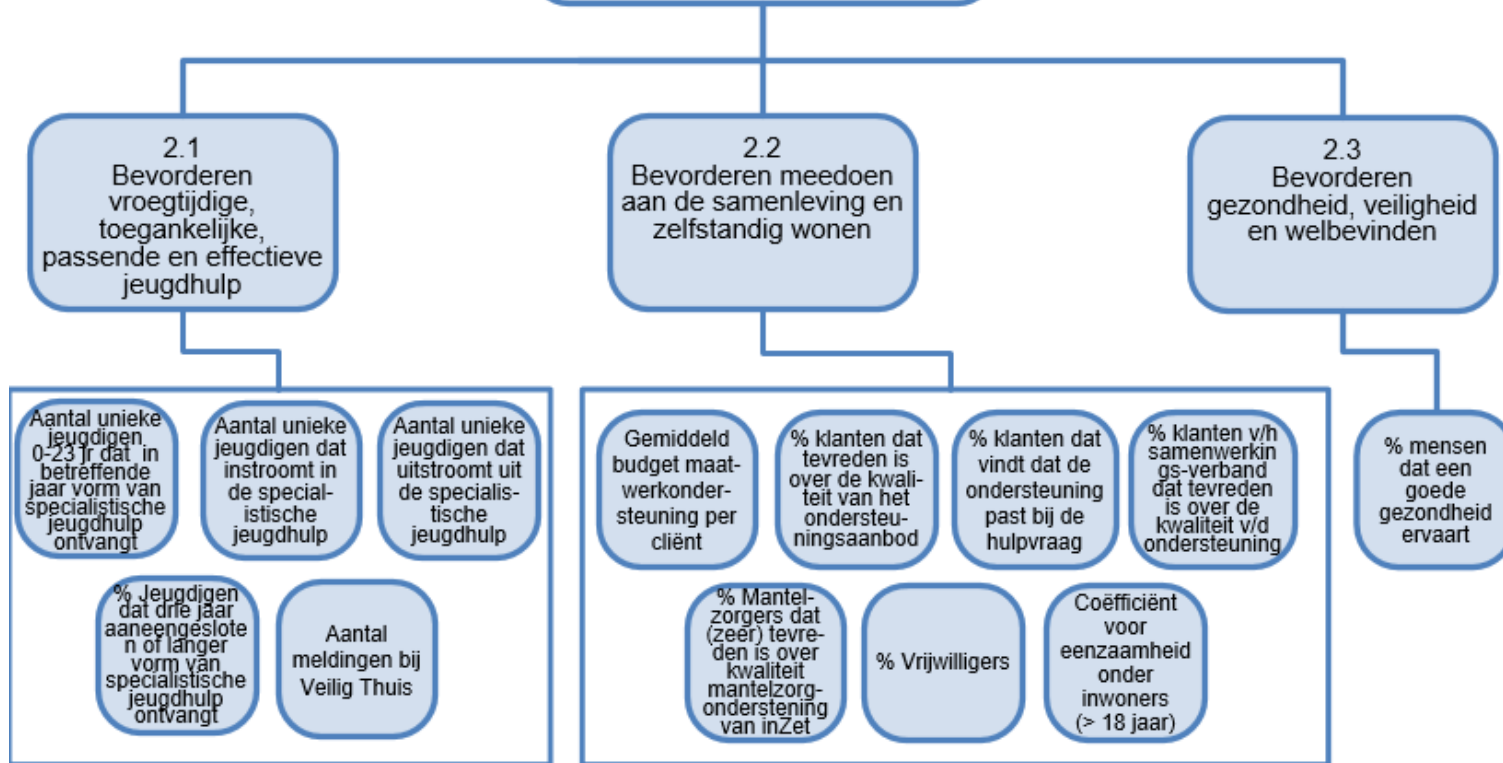 2.1
Bevorderen
vroegtijdige,
toegankelijke,
passende en effectieve
jeugdhulp
2.2
Bevorderen meedoen
aan de samenleving en
zelfstandig wonen
2.3
Bevorderen
gezondheid, veiligheid
en welbevinden
Aantal unieke
jeugdigen
0-23 jr dat in
betreffende
jaar vorm van
specialistische
jeugdhulp
ontvangt
Aantal unieke
jeugdigen dat
instroomt in
de special-
istische
jeugdhulp
Aantal unieke
jeugdigen dat
uitstroomt uit
de specialis-
tische
jeugdhulp
% Jeugdigen
dat drie jaar
aaneengeslote
n of langer
vorm van
specialistische
jeugdhulp
ontvangt
Aantal
meldingen bij
Veilig Thuis
Gemiddeld
budget maat-
werkonder-
steuning per
cliënt
% klanten dat
tevreden is
over de kwali-
teit van het
ondersteu-
ningsaanbod
% klanten dat
vindt dat de
ondersteuning
past bij de
hulpvraag
% klanten v/h
samenwerkin
gs-verband
dat tevreden
is over de
kwaliteit v/d
ondersteuning
% Mantel-
zorgers dat
(zeer) tevre-
den is over
kwaliteit
mantelzorg-
onderstening
van inZet
% Vrijwilligers
Coëfficiënt
voor
eenzaamheid
onder
inwoners
(> 18 jaar)
% mensen
dat een
goede
gezondheid
ervaart